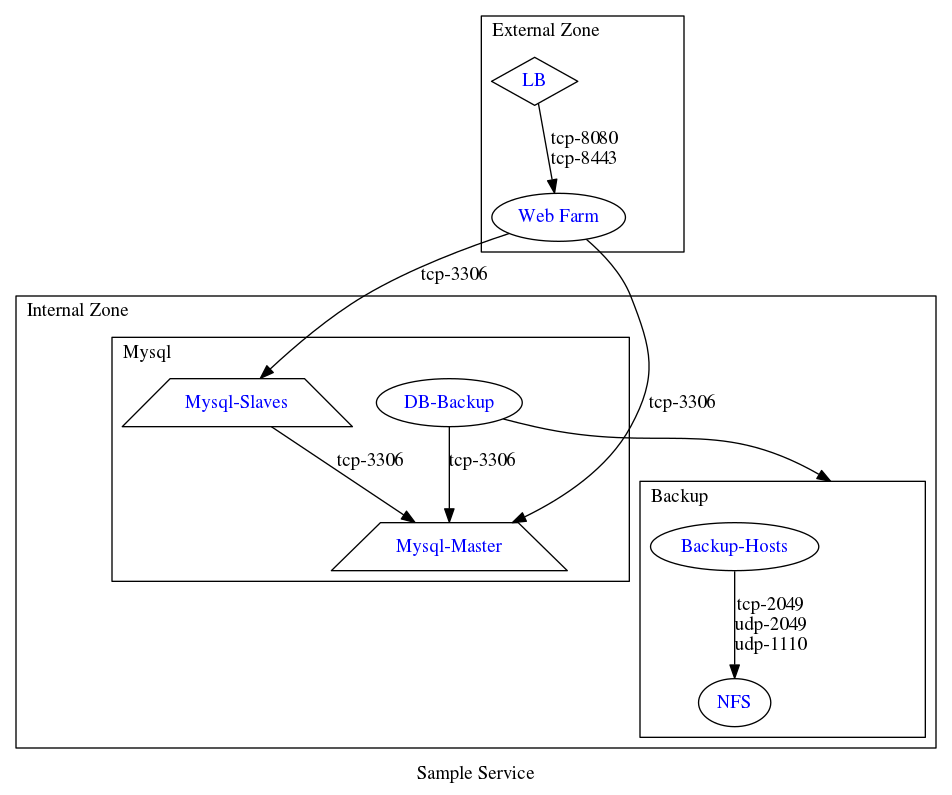 External Zone
LB
tcp-8080
tcp-8443
Web Farm
tcp-3306
Internal Zone
Mysql
Mysql-Slaves
DB-Backup
tcp-3306
tcp-3306
tcp-3306
Mysql-Master
Backup
Backup-Hosts
tcp-2049
udp-2049
udp-1110
NFS
Sample Service